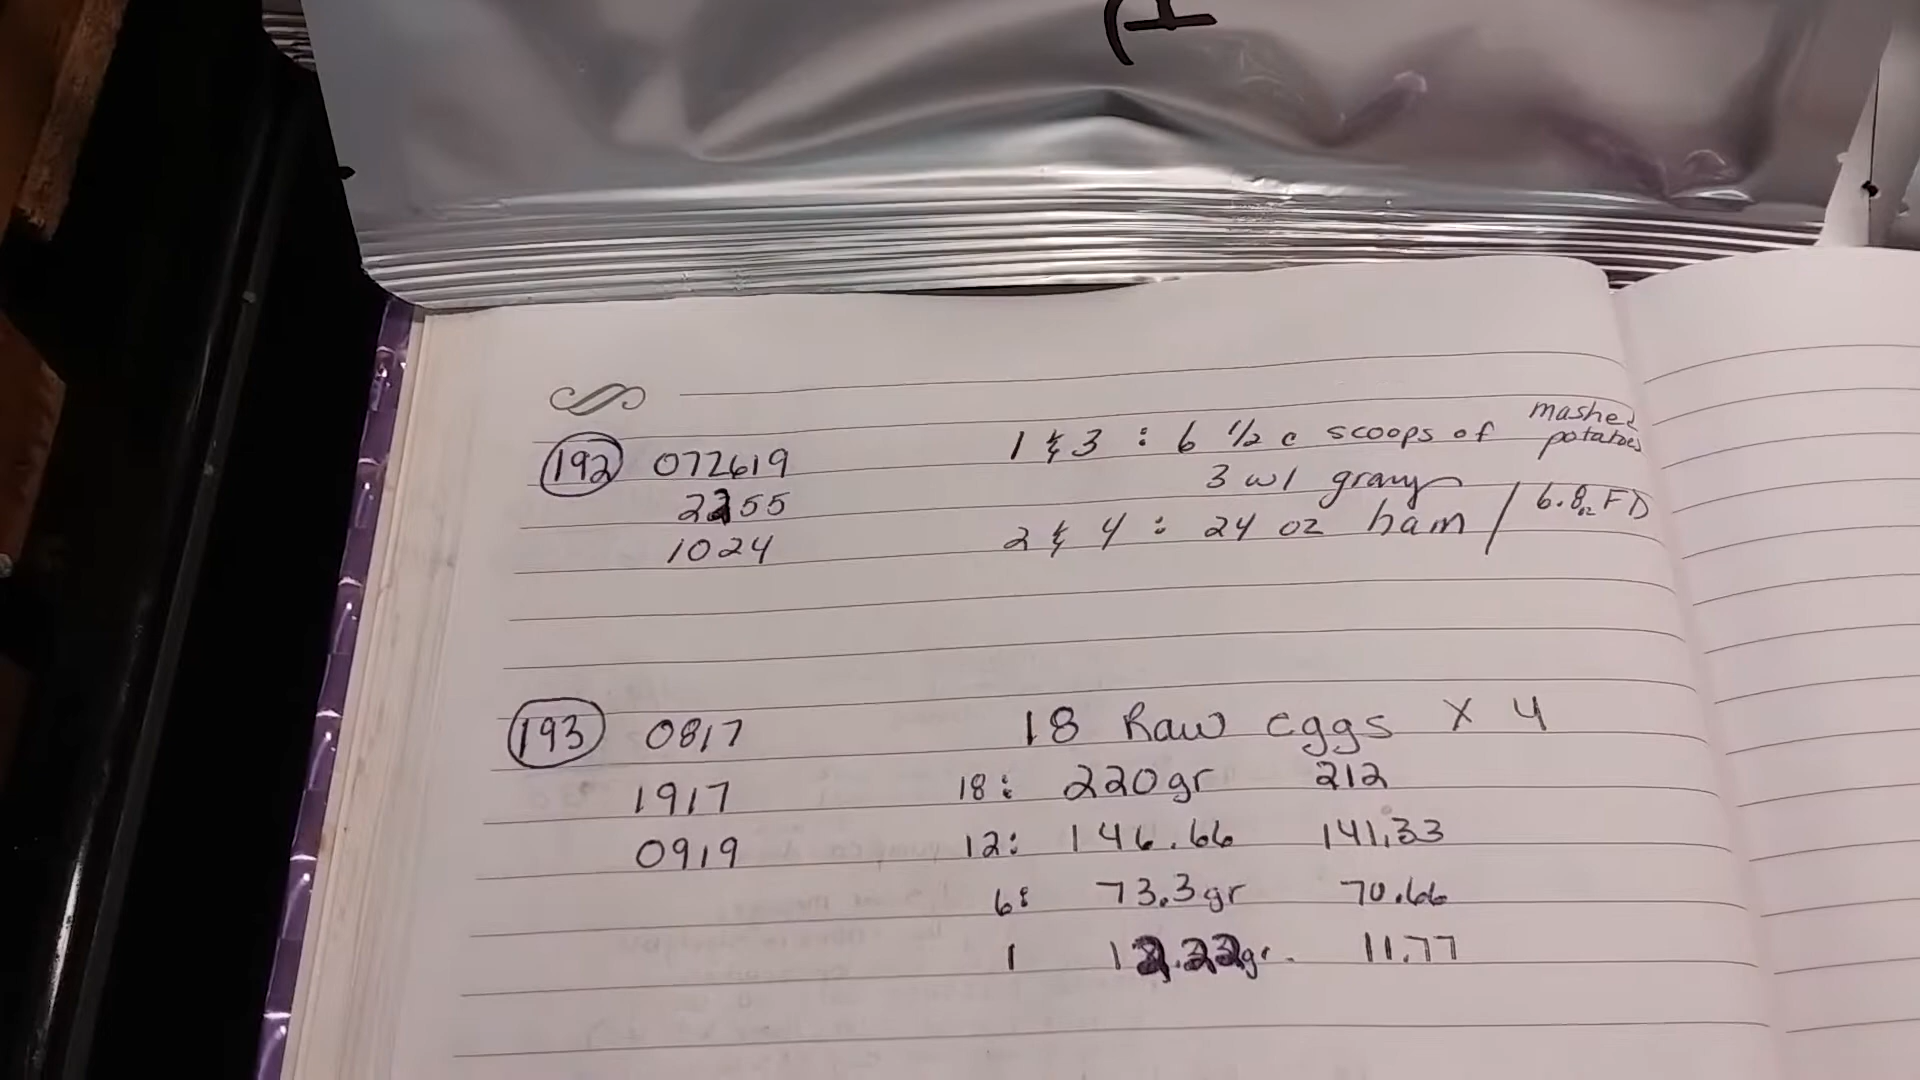 192 072619 1 & 3 : 6 1/2 c scoops of mashed potatoes
2255 3 w/ gravy
1024 2 & 4 : 24 oz ham / 6.8oz FD
193 0817 18 Raw eggs x 4
1917 18: 220gr 212
0919 12: 146.66 141.33
6: 73.3gr 70.66
1 12.22gr. 11.77